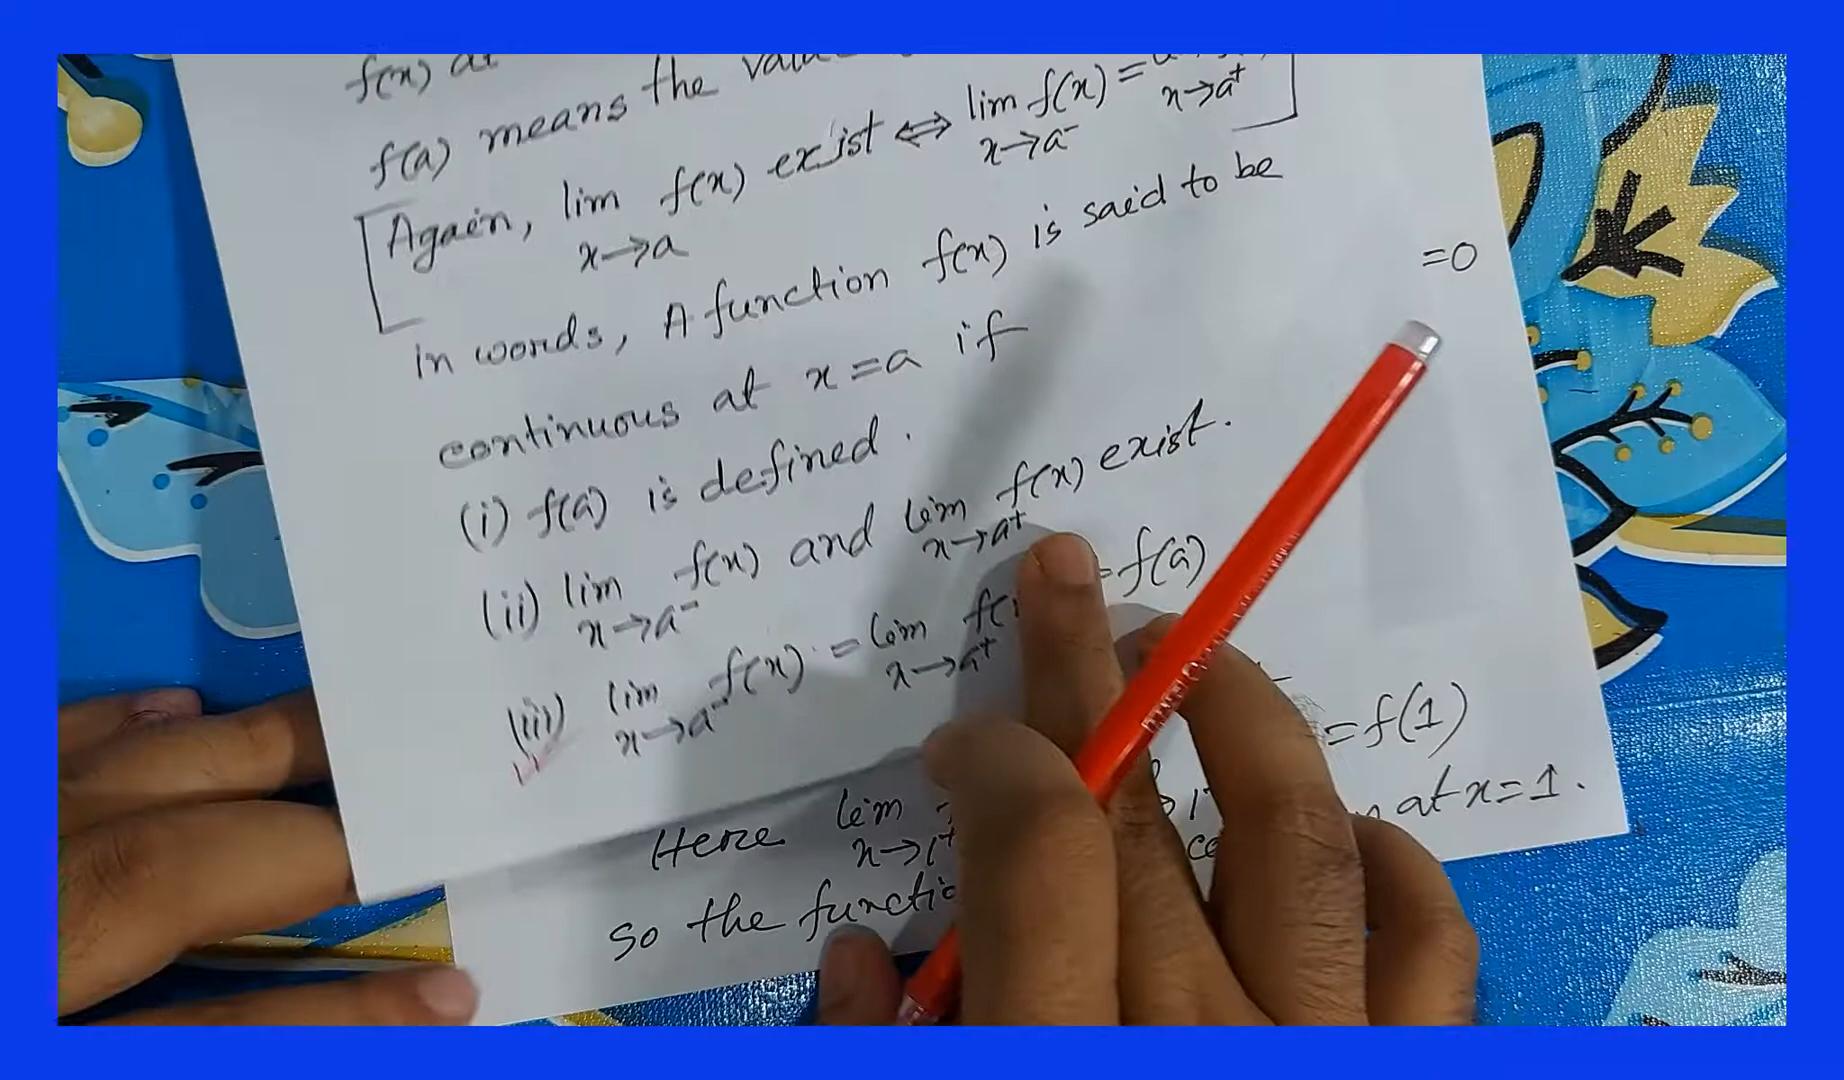 f(x) at
f(a) means the
[Again, lim f(x) exist ⇔ lim f(x) =
x→a x→a⁻ x→a⁺ ]
in words, A function f(x) is said to be
continuous at x = a if
(i) f(a) is defined.
(ii) lim f(x) and lim f(x) exist.
x→a⁻ x→a⁺
(iii) lim f(x) = lim = f(a)
x→a⁻ x→a⁺
=0
= f(1)
Here lim
x→1⁺
So the at x=1.